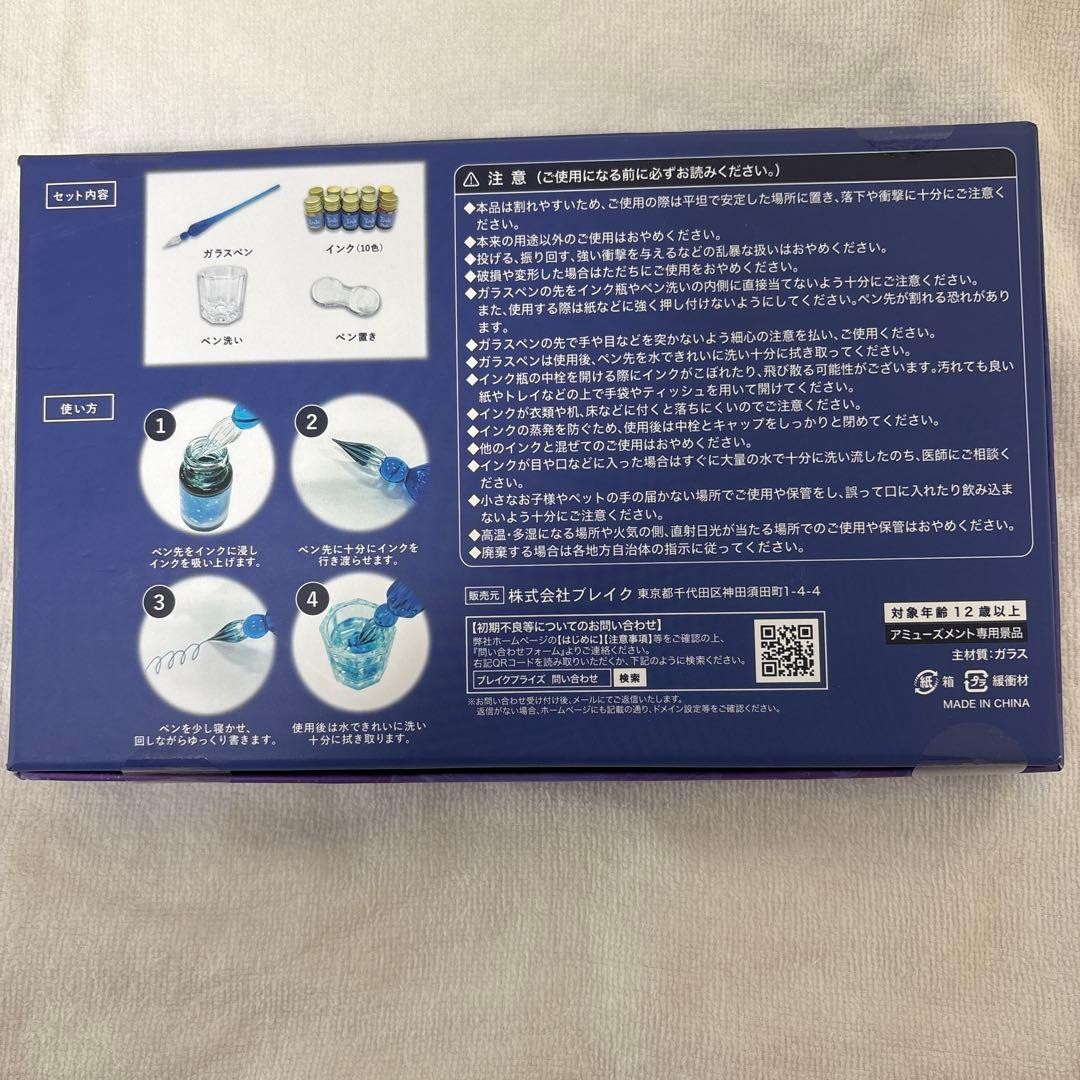 セット内容
ガラスペン
インク(10色)
ペン洗い
ペン置き
使い方
1
ペン先をインクに浸し
インクを吸い上げます。
2
ペン先に十分にインクを
行き渡らせます。
3
ペンを少し寝かせ、
回しながらゆっくり書きます。
4
使用後は水できれいに洗い
十分に拭き取ります。
注意(ご使用になる前に必ずお読みください。)
◆本品は割れやすいため、ご使用の際は平坦で安定した場所に置き、落下や衝撃に十分にご注意く
ださい。
◆本来の用途以外のご使用はおやめください。
◆投げる、振り回す、強い衝撃を与えるなどの乱暴な扱いはおやめください。
◆破損や変形した場合はただちにご使用をおやめください。
◆ガラスペンの先をインク瓶やペン洗いの内側に直接当てないよう十分にご注意ください。
また、使用する際は紙などに強く押し付けないようにしてください。ペン先が割れる恐れがあり
ます。
◆ガラスペンの先で手や目などを突かないよう細心の注意を払い、ご使用ください。
◆ガラスペンは使用後、ペン先を水できれいに洗い十分に拭き取ってください。
◆インク瓶の中栓を開ける際にインクがこぼれたり、飛び散る可能性がございます。汚れても良い
紙やトレイなどの上で手袋やティッシュを用いて開けてください。
◆インクが衣類や机、床などに付くと落ちにくいのでご注意ください。
◆インクの蒸発を防ぐため、使用後は中栓とキャップをしっかりと閉めてください。
◆他のインクと混ぜてのご使用はおやめください。
◆インクが目や口などに入った場合はすぐに大量の水で十分に洗い流したのち、医師にご相談くだ
さい。
◆小さなお子様やペットの手の届かない場所でご使用や保管をし、誤って口に入れたり飲み込ま
ないよう十分にご注意ください。
◆高温・多湿になる場所や火気の側、直射日光が当たる場所でのご使用や保管はおやめください。
◆廃棄する場合は各地方自治体の指示に従ってください。
販売元 株式会社ブレイク 東京都千代田区神田須田町1-4-4
【初期不良等についてのお問い合わせ】
弊社ホームページの【はじめに】【注意事項】等をご確認の上、
『問い合わせフォーム』よりご連絡ください。
右記QRコードを読み取りいただくか、下記のように検索ください。
ブレイクプライズ 問い合わせ 検索
※お問い合わせ受け付け後、メールにてご返信いたします。
返信がない場合、ホームページにも記載の通り、ドメイン設定等をご確認ください。
対象年齢12歳以上
アミューズメント専用景品
主材質:ガラス
紙 箱 プラ 緩衝材
MADE IN CHINA